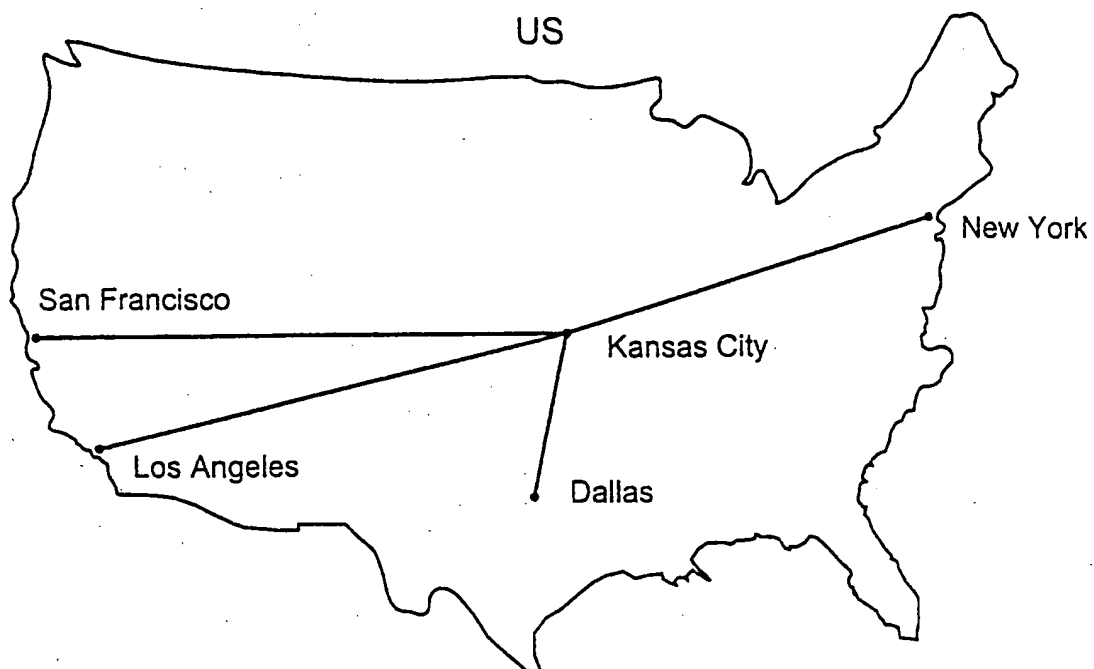 US
New York
San Francisco
Kansas City
Los Angeles
Dallas